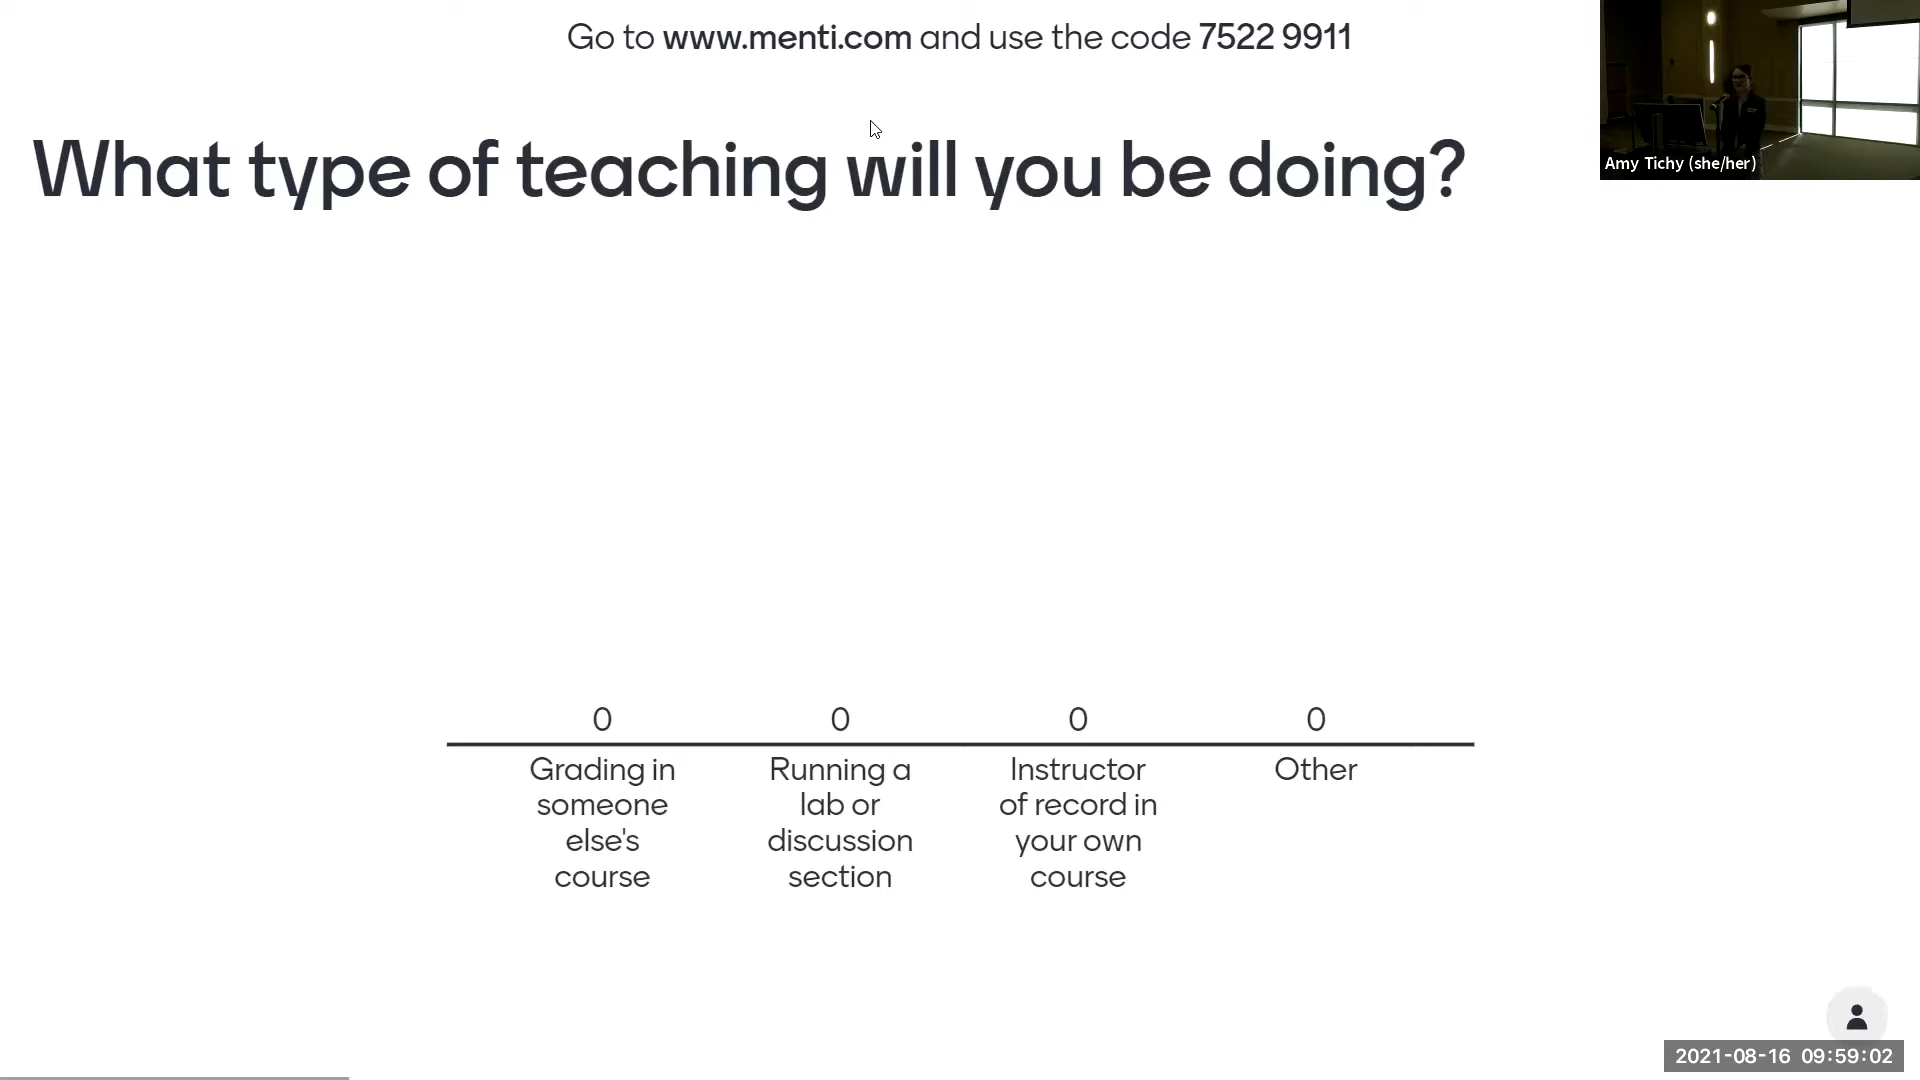 Go to www.menti.com and use the code 7522 9911
What type of teaching will you be doing?
Amy Tichy (she/her)
0 0 0 0
Grading in someone else's course
Running a lab or discussion section
Instructor of record in your own course
Other
2021-08-16 09:59:02